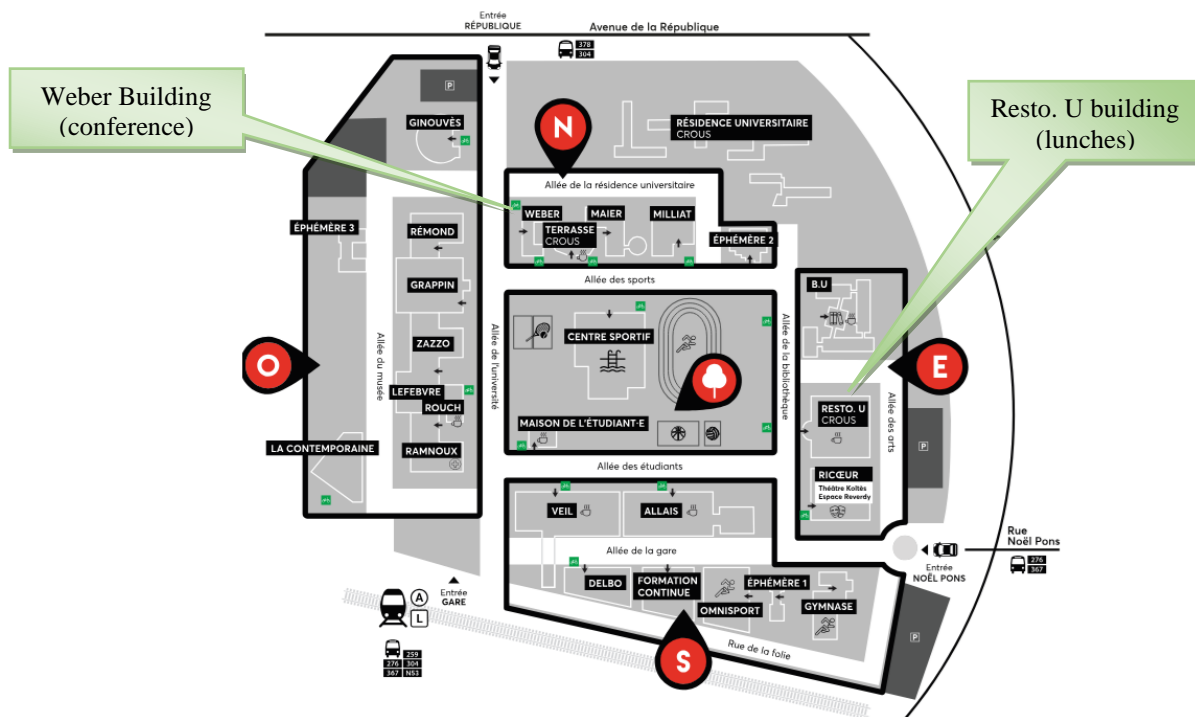 Entrée
RÉPUBLIQUE
Avenue de la République
378
304
Weber Building
(conference)
Resto. U building
(lunches)
P
GINOUVÈS
N
RÉSIDENCE UNIVERSITAIRE
CROUS
Allée de la résidence universitaire
WEBER
MAIER
MILLIAT
TERRASSE
CROUS
ÉPHÉMÈRE 2
ÉPHÉMÈRE 3
RÉMOND
GRAPPIN
ZAZZO
LEFEBVRE
ROUCH
RAMNOUX
LA CONTEMPORAINE
O
Allée du musée
Allée de l'université
Allée des sports
CENTRE SPORTIF
MAISON DE L'ÉTUDIANT·E
Allée de la bibliothèque
B.U
E
RESTO. U
CROUS
Allée des arts
P
RICŒUR
Théâtre Koltès
Espace Reverdy
Allée des étudiants
VEIL
ALLAIS
Allée de la gare
DELBO
FORMATION
CONTINUE
ÉPHÉMÈRE 1
OMNISPORT
GYMNASE
Rue
Noël Pons
Entrée
NOËL PONS
276
367
P
Entrée
GARE
A
L
259
276 304
367 N53
S
Rue de la folie